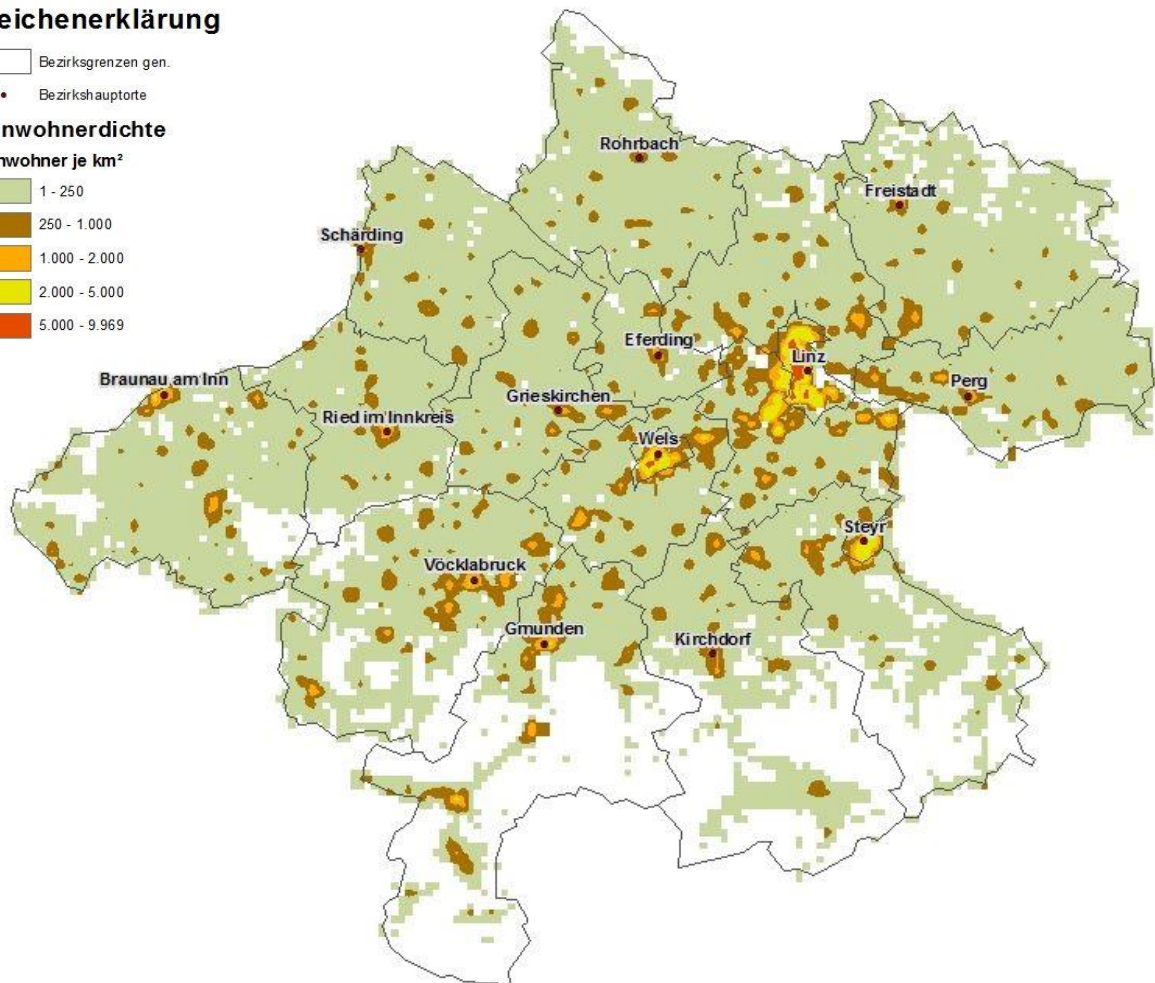 eichenerklärung
Bezirksgrenzen gen.
Bezirkshauptorte
nwohnerdichte
nwohner je km²
1 - 250
250 - 1.000
1.000 - 2.000
2.000 - 5.000
5.000 - 9.969
Rohrbach
Freistadt
Schärding
Eferding
Linz
Braunau am Inn
Perg
Grieskirchen
Ried im Innkreis
Wels
Steyr
Vöcklabruck
Gmunden
Kirchdorf